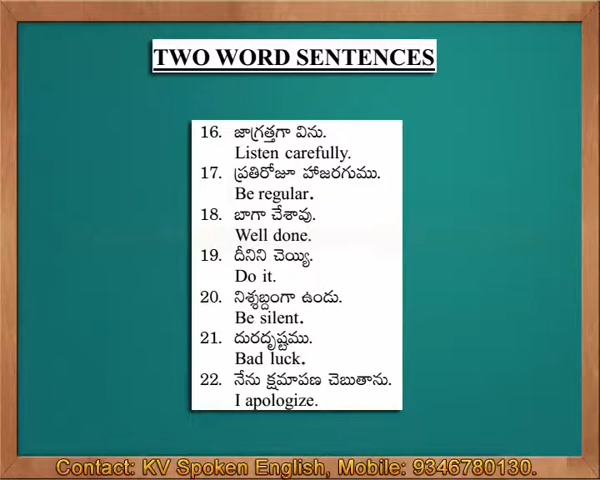 TWO WORD SENTENCES
16. జాగ్రత్తగా విను.
Listen carefully.
17. ప్రతిరోజూ హాజరగుము.
Be regular.
18. బాగా చేశావు.
Well done.
19. దీనిని చెయ్యి.
Do it.
20. నిశ్శబ్దంగా ఉండు.
Be silent.
21. దురదృష్టము.
Bad luck.
22. నేను క్షమాపణ చెబుతాను.
I apologize.
Contact: KV Spoken English, Mobile: 9346780130.